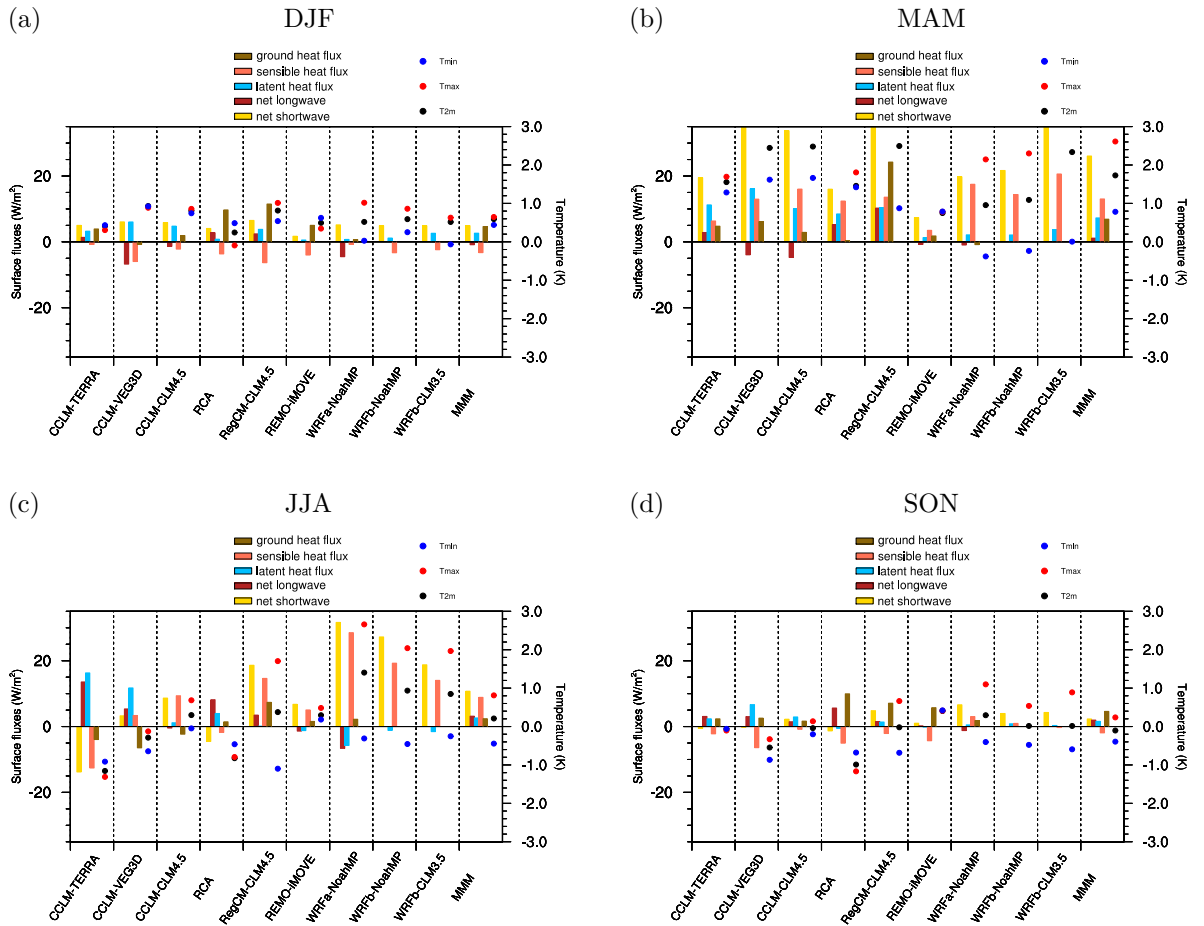 (a) DJF
ground heat flux
sensible heat flux
latent heat flux
net longwave
net shortwave
Tmin
Tmax
T2m
Surface fluxes (W/m²)
20
0
-20
3.0
2.0
1.0
0.0
-1.0
-2.0
-3.0
Temperature (K)
CCLM-TERRA
CCLM-VEG3D
CCLM-CLM4.5
RCA
RegCM-CLM4.5
REMO-iMOVE
WRFa-NoahMP
WRFb-NoahMP
WRFb-CLM3.5
MMM
(b) MAM
ground heat flux
sensible heat flux
latent heat flux
net longwave
net shortwave
Tmin
Tmax
T2m
Surface fluxes (W/m²)
20
0
-20
3.0
2.0
1.0
0.0
-1.0
-2.0
-3.0
Temperature (K)
CCLM-TERRA
CCLM-VEG3D
CCLM-CLM4.5
RCA
RegCM-CLM4.5
REMO-iMOVE
WRFa-NoahMP
WRFb-NoahMP
WRFb-CLM3.5
MMM
(c) JJA
ground heat flux
sensible heat flux
latent heat flux
net longwave
net shortwave
Tmin
Tmax
T2m
Surface fluxes (W/m²)
20
0
-20
3.0
2.0
1.0
0.0
-1.0
-2.0
-3.0
Temperature (K)
CCLM-TERRA
CCLM-VEG3D
CCLM-CLM4.5
RCA
RegCM-CLM4.5
REMO-iMOVE
WRFa-NoahMP
WRFb-NoahMP
WRFb-CLM3.5
MMM
(d) SON
ground heat flux
sensible heat flux
latent heat flux
net longwave
net shortwave
Tmin
Tmax
T2m
Surface fluxes (W/m²)
20
0
-20
3.0
2.0
1.0
0.0
-1.0
-2.0
-3.0
Temperature (K)
CCLM-TERRA
CCLM-VEG3D
CCLM-CLM4.5
RCA
RegCM-CLM4.5
REMO-iMOVE
WRFa-NoahMP
WRFb-NoahMP
WRFb-CLM3.5
MMM